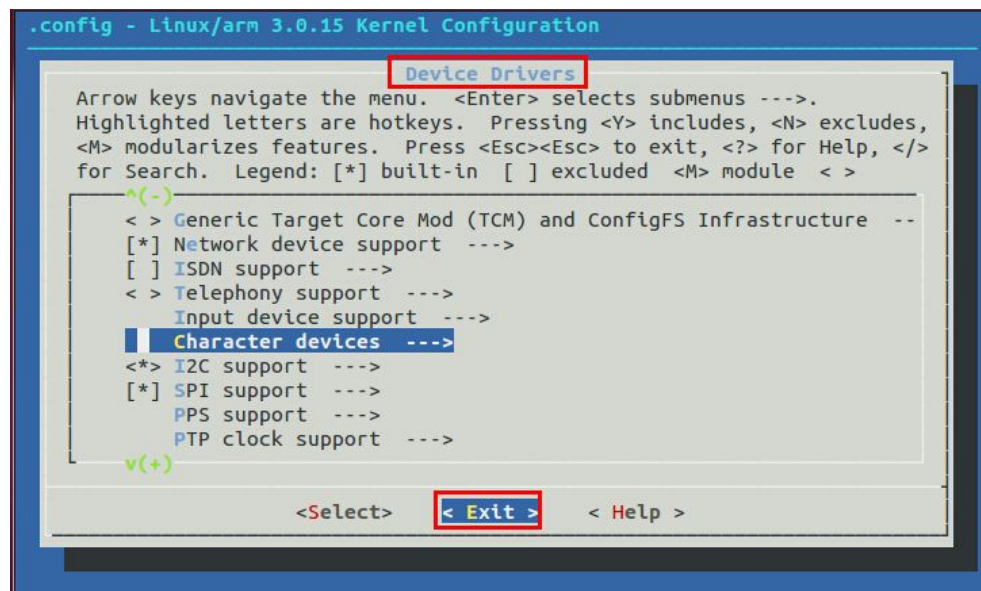 .config - Linux/arm 3.0.15 Kernel Configuration
Device Drivers
Arrow keys navigate the menu.  <Enter> selects submenus --->.
Highlighted letters are hotkeys.  Pressing <Y> includes, <N> excludes,
<M> modularizes features.  Press <Esc><Esc> to exit, <?> for Help, </>
for Search.  Legend: [*] built-in  [ ] excluded  <M> module  < >
^(-)
< > Generic Target Core Mod (TCM) and ConfigFS Infrastructure  --
[*] Network device support  --->
[ ] ISDN support  --->
< > Telephony support  --->
Input device support  --->
Character devices  --->
<*> I2C support  --->
[*] SPI support  --->
PPS support  --->
PTP clock support  --->
v(+)
<Select>    < Exit >    < Help >